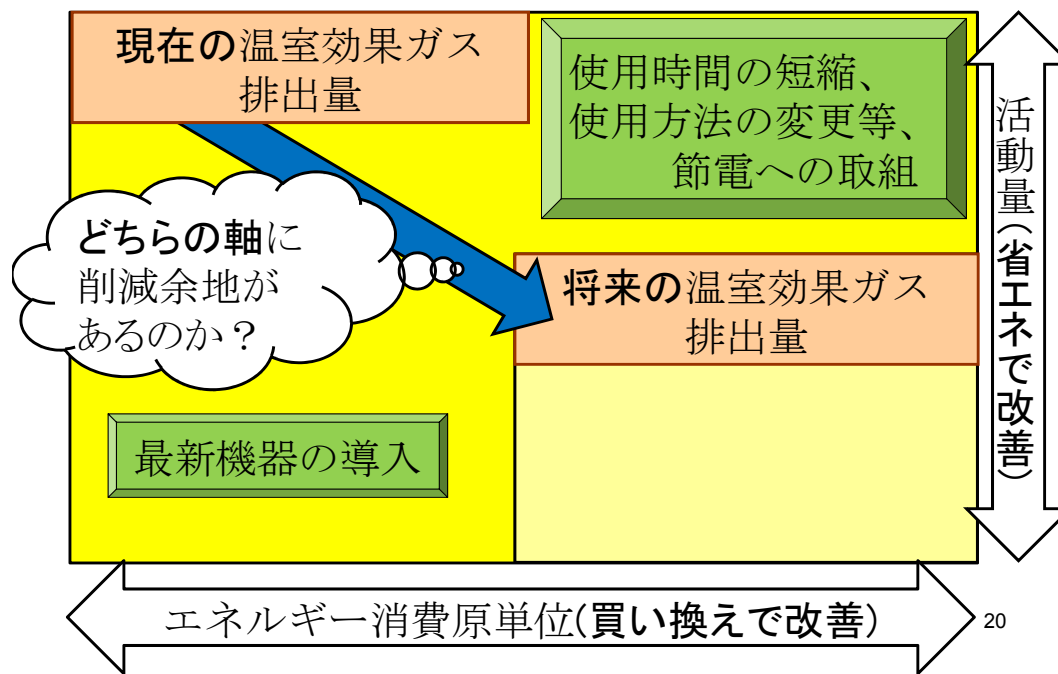 現在の温室効果ガス
排出量
使用時間の短縮、
使用方法の変更等、
節電への取組
どちらの軸に
削減余地が
あるのか？
将来の温室効果ガス
排出量
最新機器の導入
活動量(省エネで改善)
エネルギー消費原単位(買い換えで改善)
20